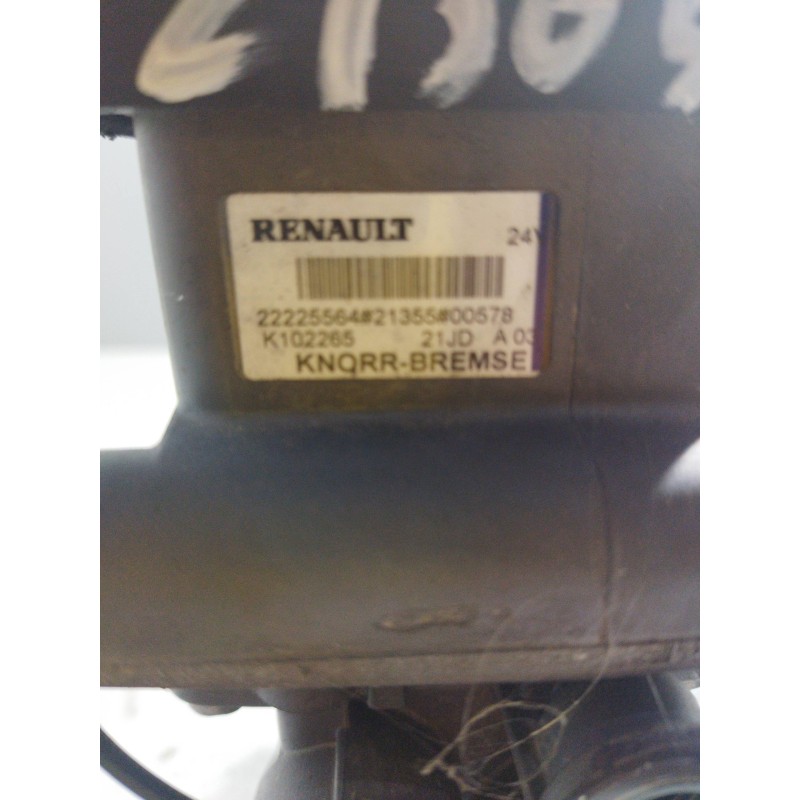 RENAULT 24V
22225564#21355#00578
K102265 21JD A 03
KNORR-BREMSE